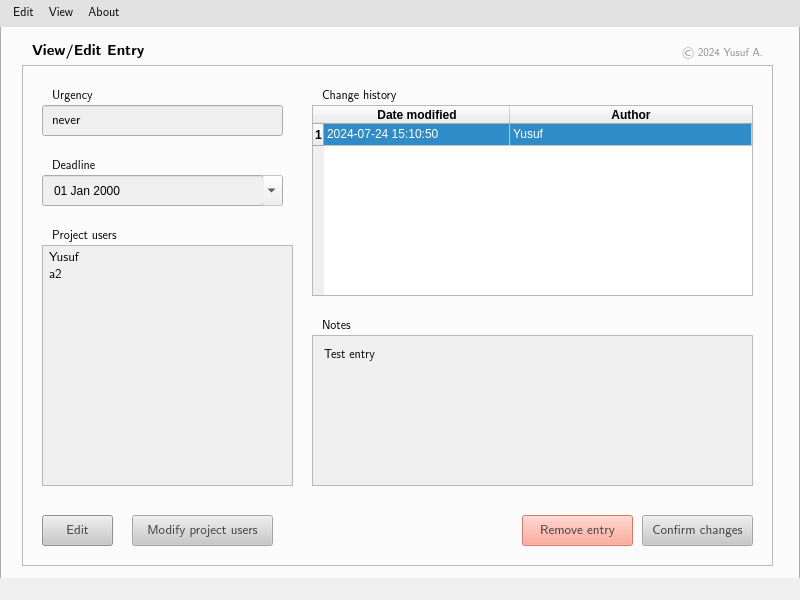 Edit View About
View/Edit Entry
© 2024 Yusuf A.
Urgency
never
Deadline
01 Jan 2000
Project users
Yusuf
a2
Change history
Date modified Author
1 2024-07-24 15:10:50 Yusuf
Notes
Test entry
Edit Modify project users Remove entry Confirm changes